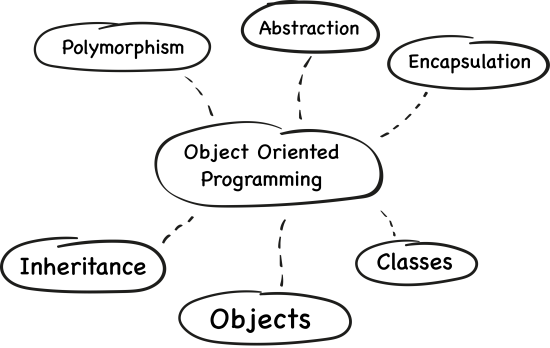 Abstraction
Polymorphism
Encapsulation
Object Oriented
Programming
Inheritance
Classes
Objects